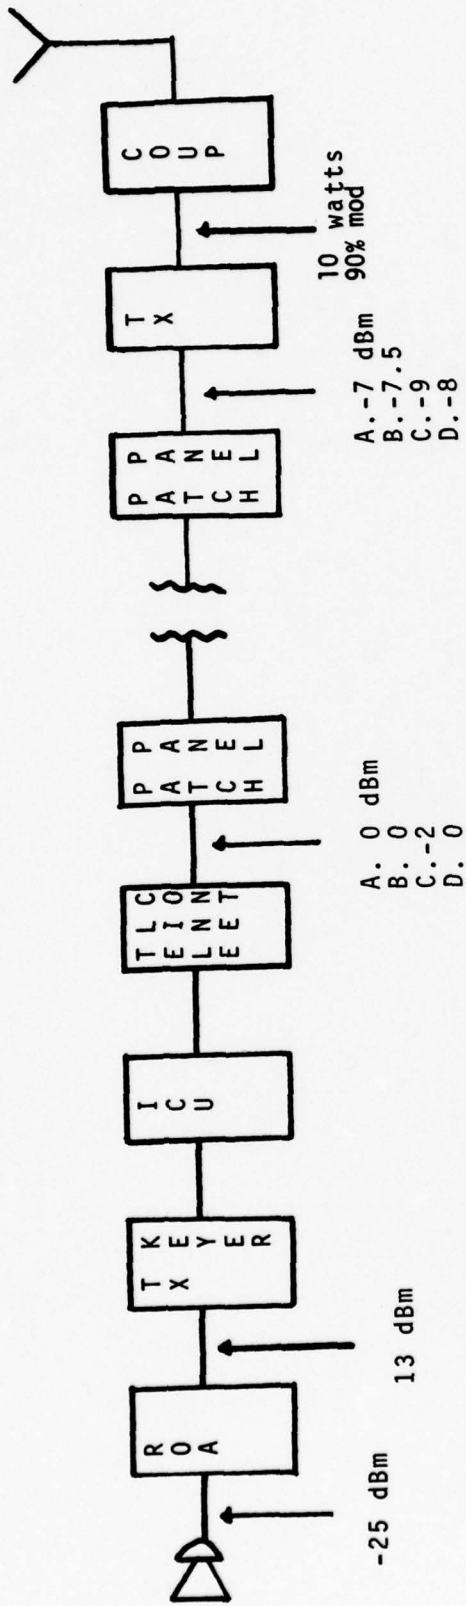 COUP
TX
PATCH PANEL
PATCH PANEL
TELE LINE CONT
ICU
TX KEYER
ROA
-25 dBm
13 dBm
A. 0 dBm
B. 0
C.-2
D. 0
A.-7 dBm
B.-7.5
C.-9
D.-8
10 watts
90% mod